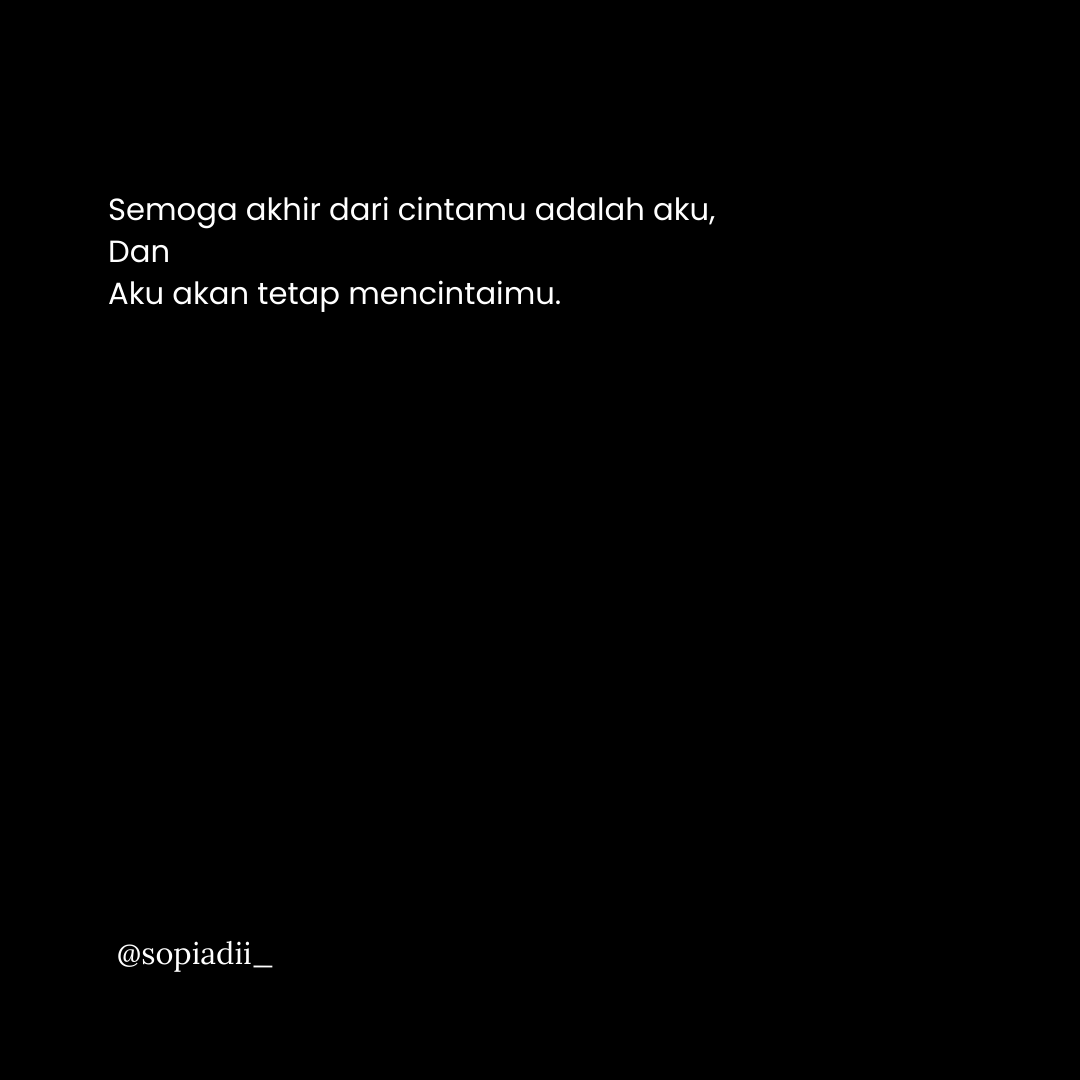 Semoga akhir dari cintamu adalah aku,
Dan
Aku akan tetap mencintaimu.
@sopiadii_